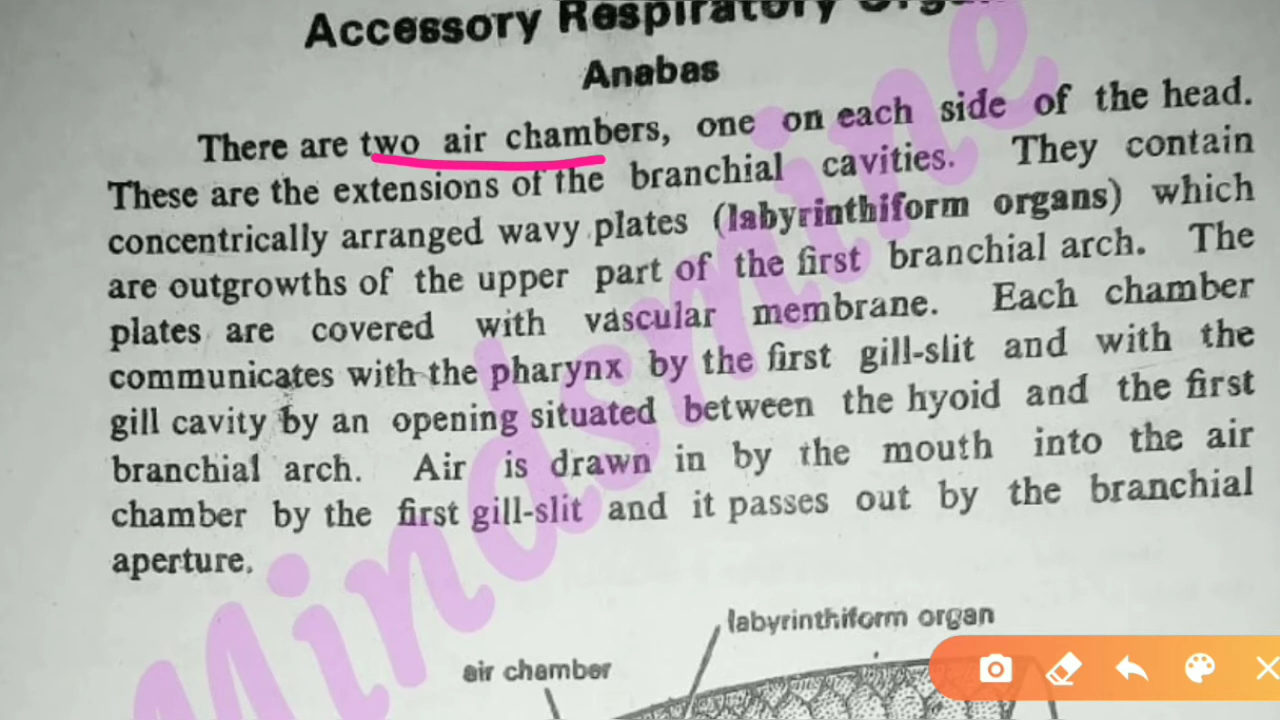 Accessory Respiratory Organ
Anabas
There are two air chambers, one on each side of the head.
These are the extensions of the branchial cavities. They contain
concentrically arranged wavy plates (labyrinthiform organs) which
are outgrowths of the upper part of the first branchial arch. The
plates are covered with vascular membrane. Each chamber
communicates with the pharynx by the first gill-slit and with the
gill cavity by an opening situated between the hyoid and the first
branchial arch. Air is drawn in by the mouth into the air
chamber by the first gill-slit and it passes out by the branchial
aperture.
labyrinthiform organ
air chamber
Mindsmine